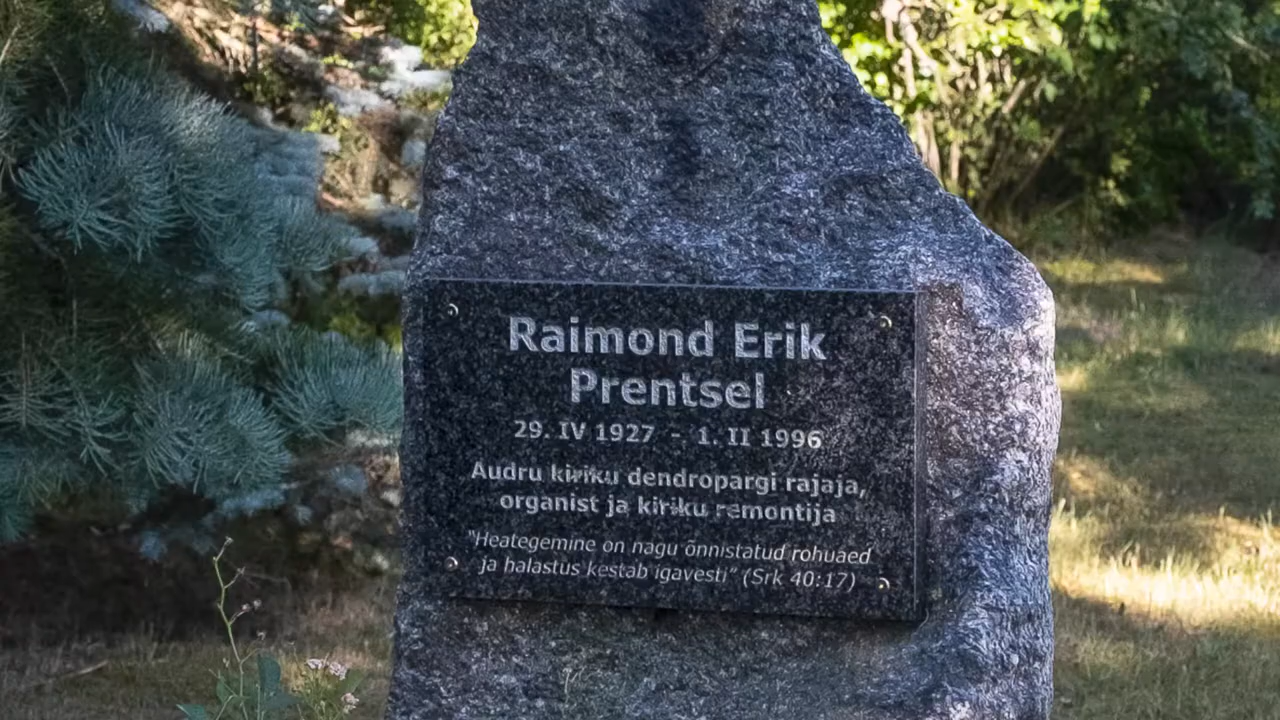 Raimond Erik
Prentsel
29. IV 1927 - 1. II 1996
Audru kiriku dendropargi rajaja,
organist ja kiriku remontija
"Heategemine on nagu õnnistatud rohuaed
ja halastus kestab igavesti" (Srk 40:17)